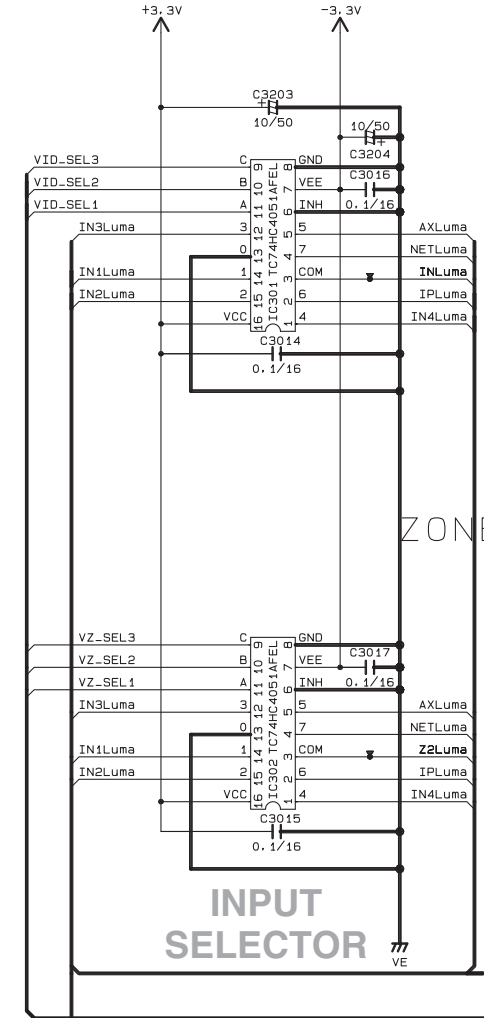 +3.3V -3.3V
C3203
+
10/50 10/50
+
C3204
VID_SEL3 C 9 8 GND
VID_SEL2 B 10 7 VEE C3016
VID_SEL1 A 11 6 INH 0.1/16
IN3Luma 3 12 5 5 AXLuma
0 13 4 7 NETLuma
IN1Luma 1 14 3 COM INLuma
IN2Luma 2 15 2 6 IPLuma
VCC 16 1 4 IN4Luma
IC301 TC74HC4051AFEL
C3014
0.1/16
ZONE
VZ_SEL3 C 9 8 GND
VZ_SEL2 B 10 7 VEE C3017
VZ_SEL1 A 11 6 INH 0.1/16
IN3Luma 3 12 5 5 AXLuma
0 13 4 7 NETLuma
IN1Luma 1 14 3 COM Z2Luma
IN2Luma 2 15 2 6 IPLuma
VCC 16 1 4 IN4Luma
IC302 TC74HC4051AFEL
C3015
0.1/16
INPUT
SELECTOR
VE